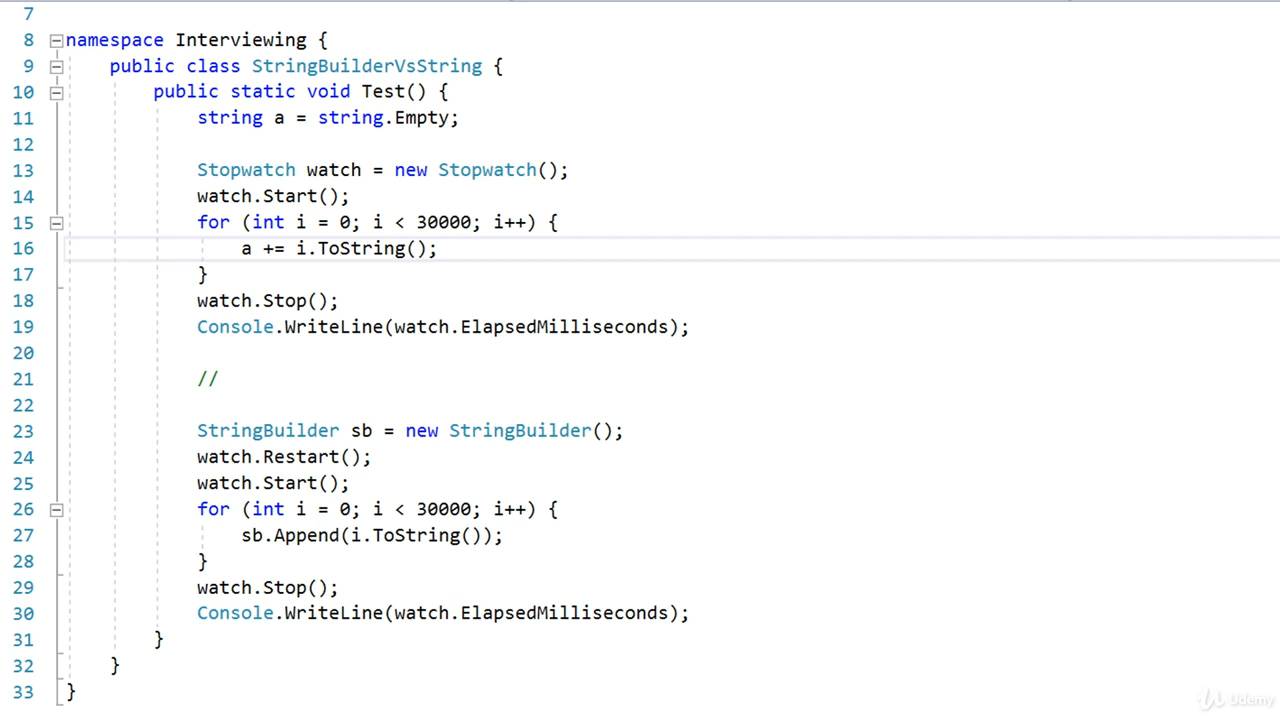 7
8 namespace Interviewing {
9 public class StringBuilderVsString {
10 public static void Test() {
11 string a = string.Empty;
12
13 Stopwatch watch = new Stopwatch();
14 watch.Start();
15 for (int i = 0; i < 30000; i++) {
16 a += i.ToString();
17 }
18 watch.Stop();
19 Console.WriteLine(watch.ElapsedMilliseconds);
20
21 //
22
23 StringBuilder sb = new StringBuilder();
24 watch.Restart();
25 watch.Start();
26 for (int i = 0; i < 30000; i++) {
27 sb.Append(i.ToString());
28 }
29 watch.Stop();
30 Console.WriteLine(watch.ElapsedMilliseconds);
31 }
32 }
33 }
Udemy